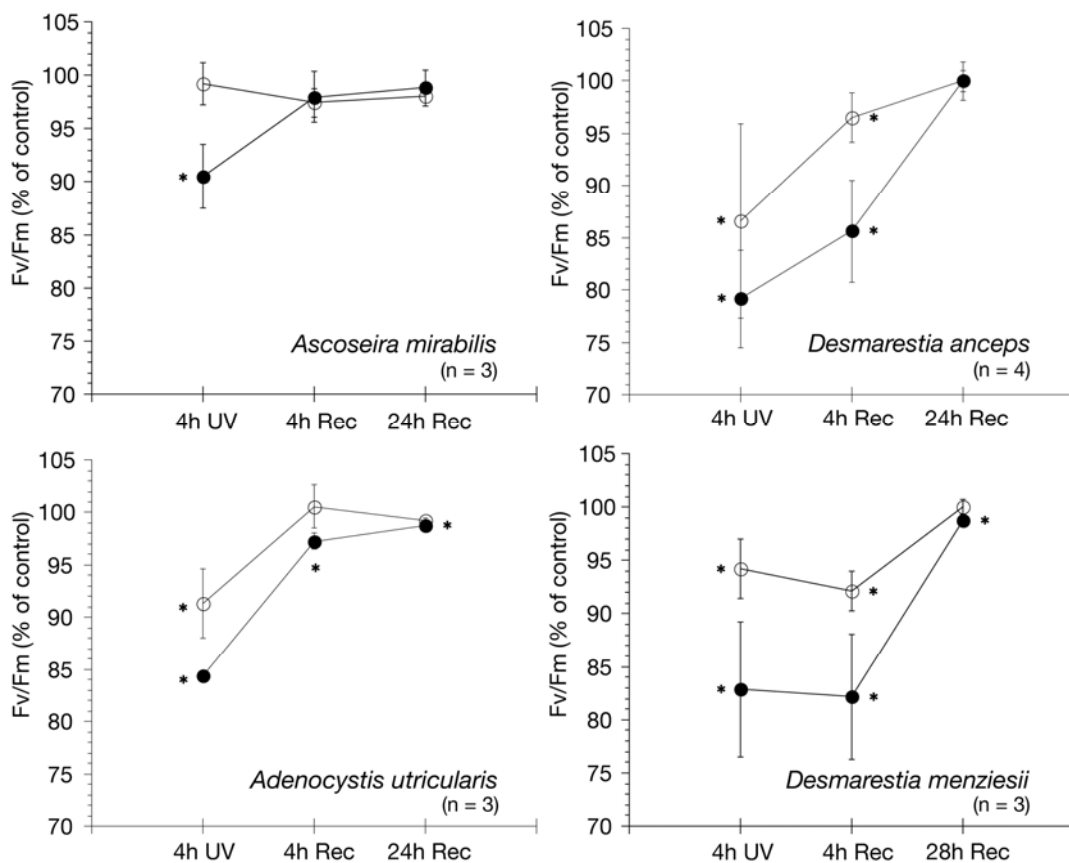 Fv/Fm (% of control)
105
100
95
90
85
80
75
70
*
Ascoseira mirabilis
(n = 3)
4h UV 4h Rec 24h Rec
Fv/Fm (% of control)
105
100
95
90
85
80
75
70
* *
* *
Desmarestia anceps
(n = 4)
4h UV 4h Rec 24h Rec
Fv/Fm (% of control)
105
100
95
90
85
80
75
70
*
*
*
*
Adenocystis utricularis
(n = 3)
4h UV 4h Rec 24h Rec
Fv/Fm (% of control)
105
100
95
90
85
80
75
70
*
* *
* *
Desmarestia menziesii
(n = 3)
4h UV 4h Rec 28h Rec